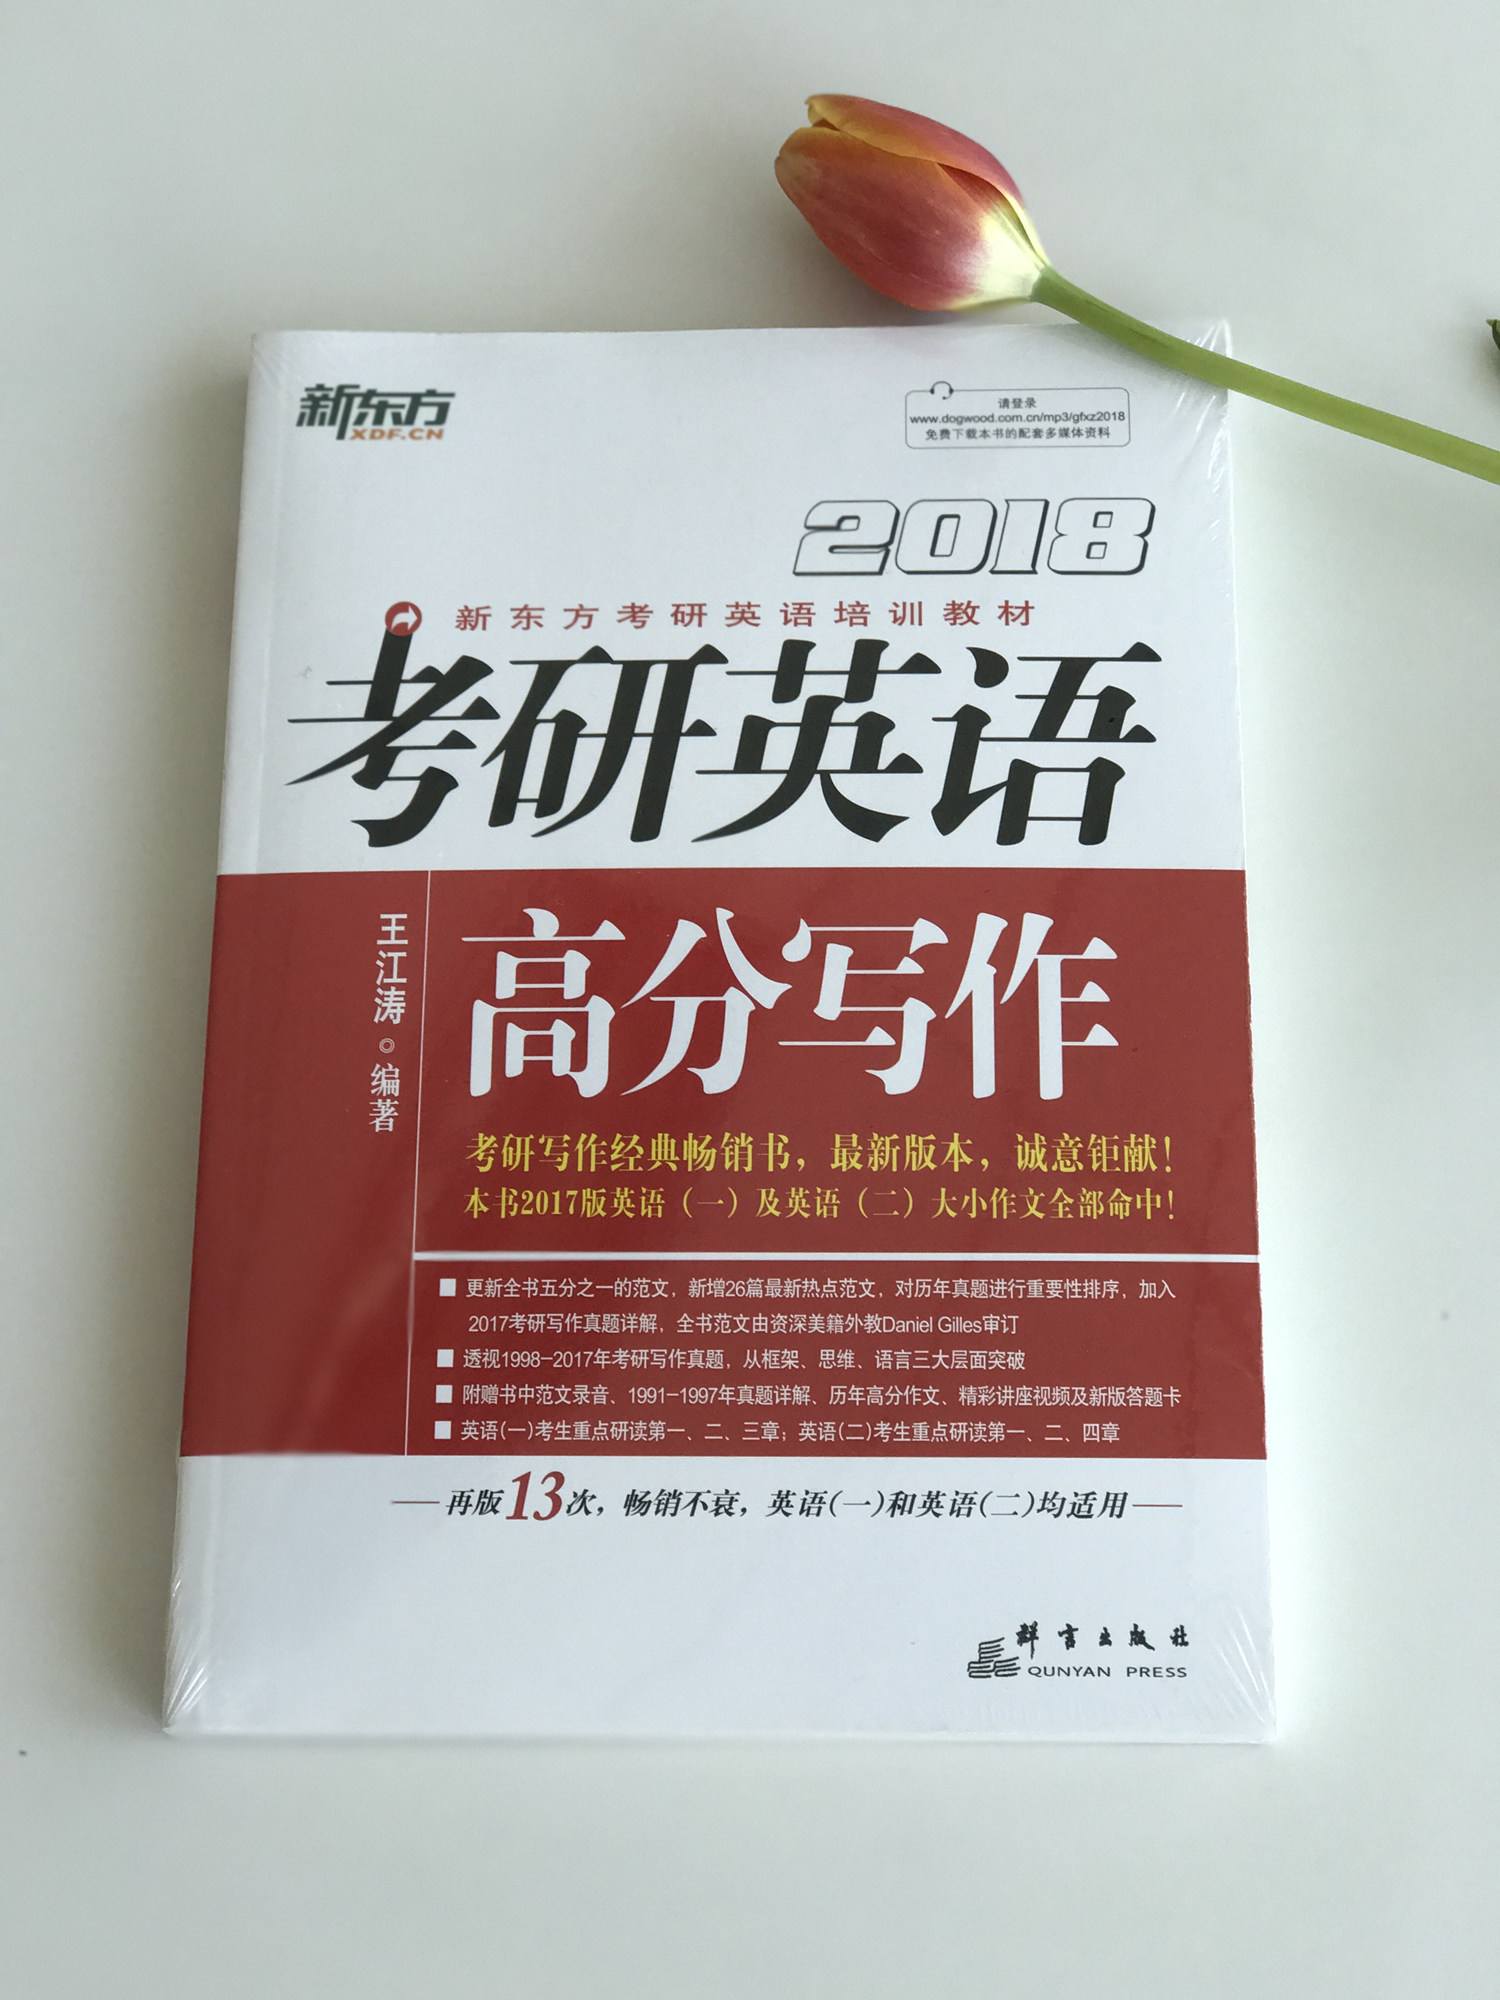 新东方
XDF.CN
请登录
www.dogwood.com.cn/mp3/gfxz2018
免费下载本书的配套多媒体资料
2018
新东方考研英语培训教材
考研英语
高分写作
王江涛◎编著
考研写作经典畅销书，最新版本，诚意钜献！
本书2017版英语（一）及英语（二）大小作文全部命中！
■ 更新全书五分之一的范文，新增26篇最新热点范文，对历年真题进行重要性排序，加入
2017考研写作真题详解，全书范文由资深美籍外教Daniel Gilles审订
■ 透视1998-2017年考研写作真题，从框架、思维、语言三大层面突破
■ 附赠书中范文录音、1991-1997年真题详解、历年高分作文、精彩讲座视频及新版答题卡
■ 英语(一)考生重点研读第一、二、三章；英语(二)考生重点研读第一、二、四章
—再版13次，畅销不衰，英语(一)和英语(二)均适用—
群言出版社
QUNYAN PRESS